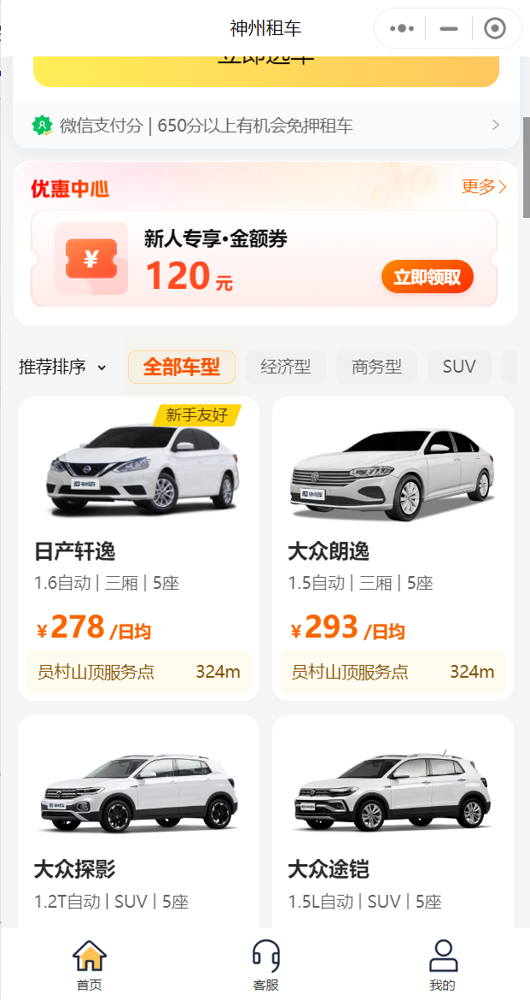 神州租车
立即选车
微信支付分 | 650分以上有机会免押租车
优惠中心
更多
¥
新人专享·金额券
120元
立即领取
推荐排序
全部车型
经济型
商务型
SUV
新手友好
日产轩逸
1.6自动 | 三厢 | 5座
¥278/日均
员村山顶服务点 324m
大众朗逸
1.5自动 | 三厢 | 5座
¥293/日均
员村山顶服务点 324m
大众探影
1.2T自动 | SUV | 5座
大众途铠
1.5L自动 | SUV | 5座
首页
客服
我的